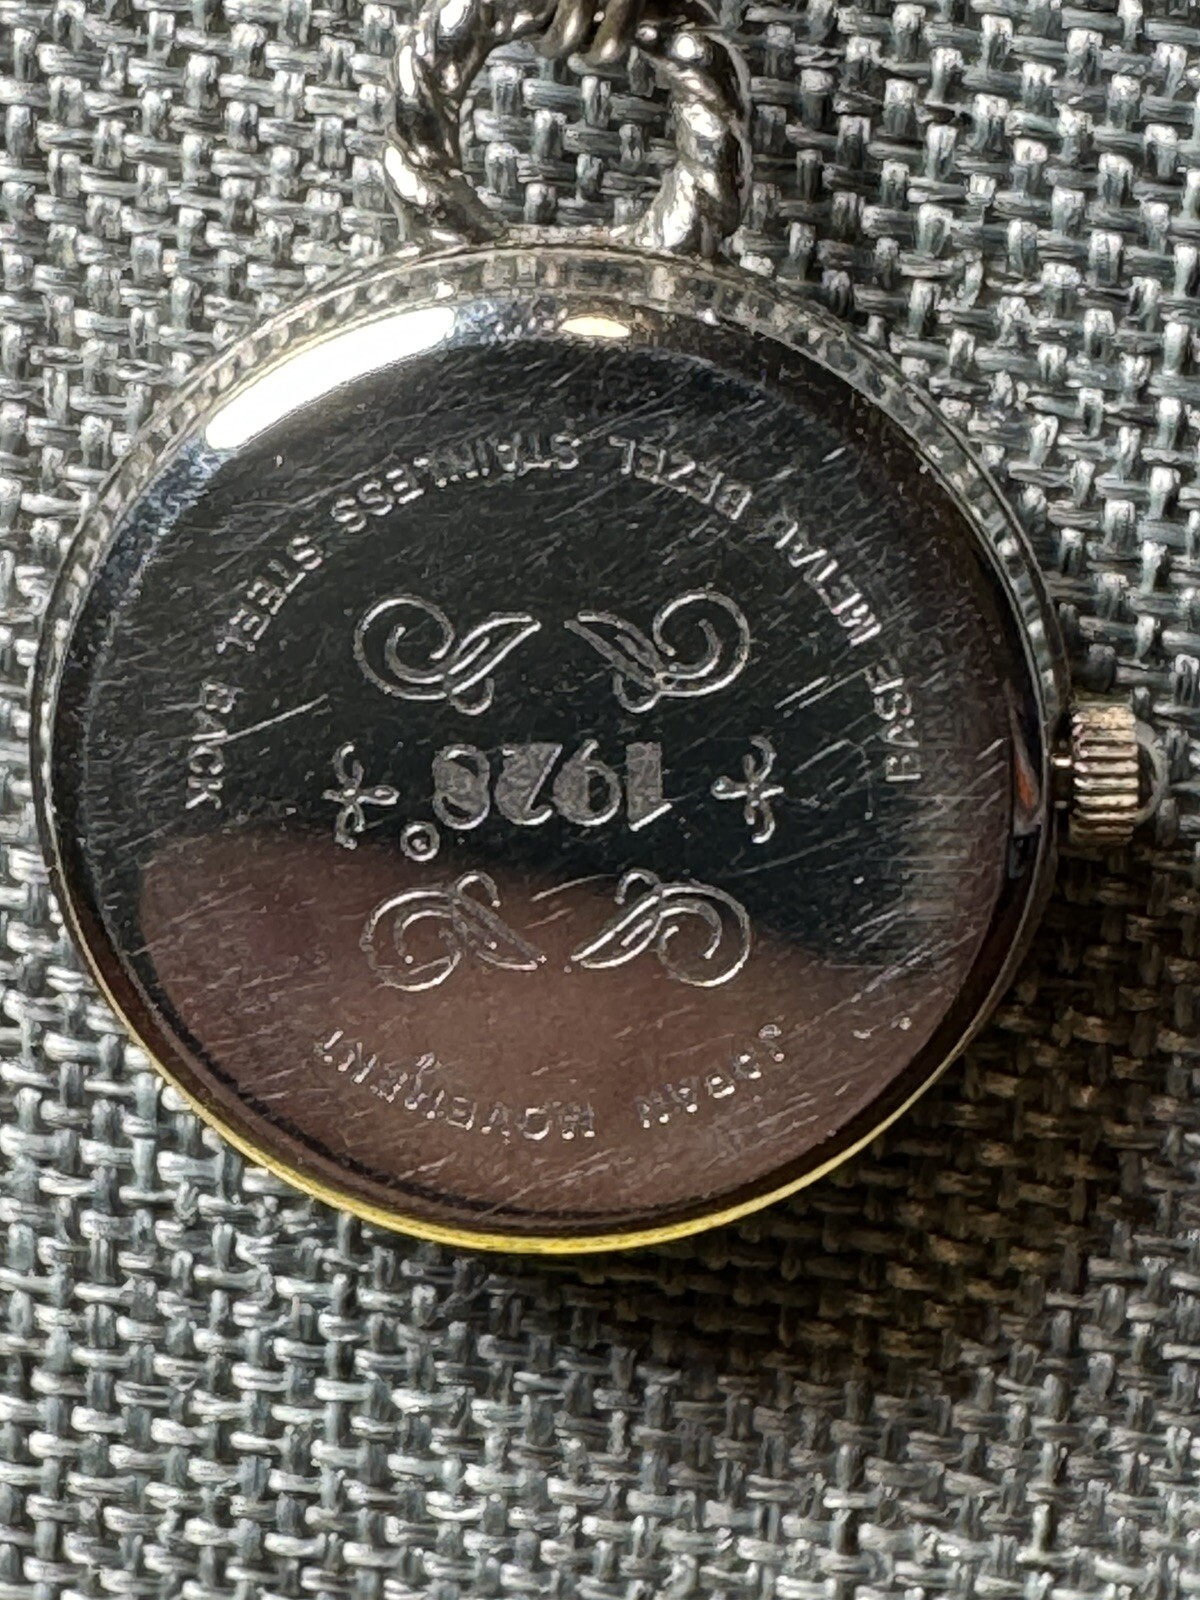 JAPAN MOVEMENT
1928®
BASE METAL BEZEL STAINLESS STEEL BACK